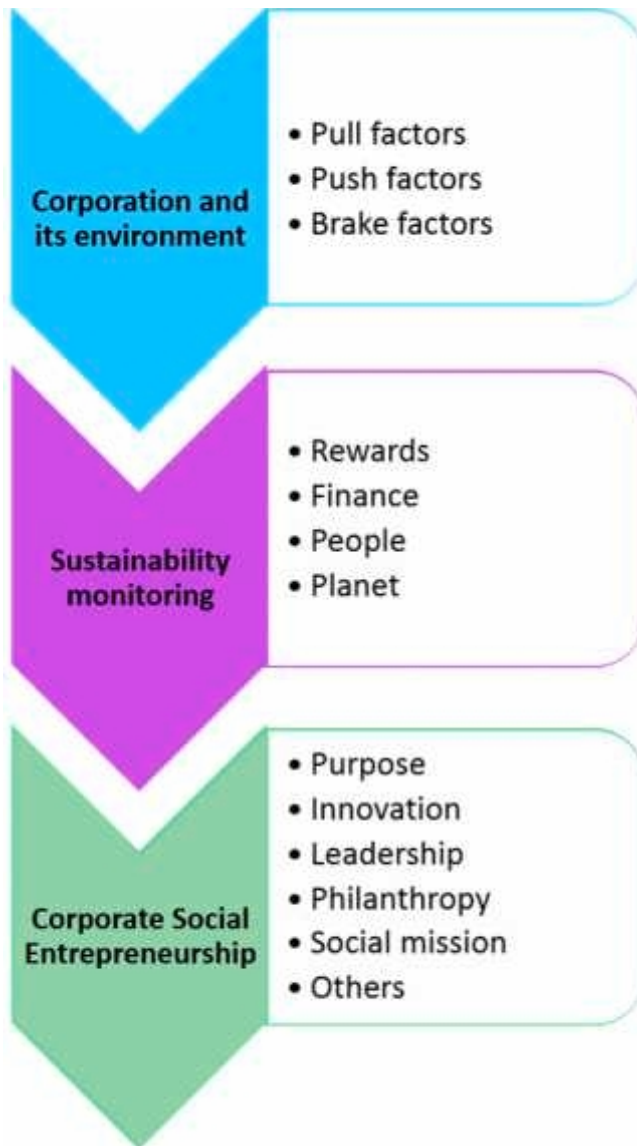 Corporation and
its environment
• Pull factors
• Push factors
• Brake factors
Sustainability
monitoring
• Rewards
• Finance
• People
• Planet
Corporate Social
Entrepreneurship
• Purpose
• Innovation
• Leadership
• Philanthropy
• Social mission
• Others